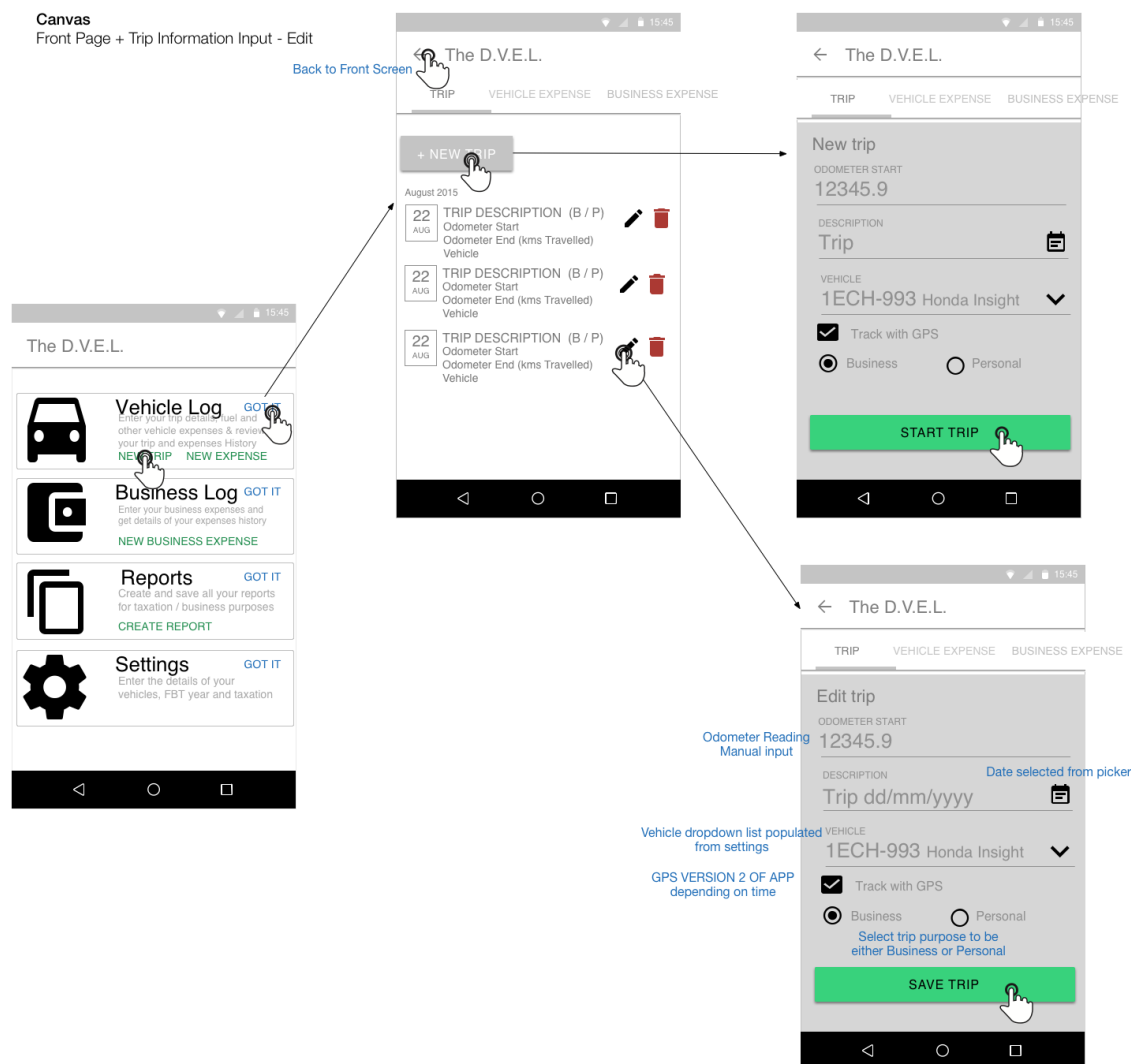 Canvas
Front Page + Trip Information Input - Edit
15:45
The D.V.E.L.
Vehicle Log GOT IT
Enter your trip details, fuel and
other vehicle expenses & review
your trip and expenses History
NEW TRIP NEW EXPENSE
Business Log GOT IT
Enter your business expenses and
get details of your expenses history
NEW BUSINESS EXPENSE
Reports GOT IT
Create and save all your reports
for taxation / business purposes
CREATE REPORT
Settings GOT IT
Enter the details of your
vehicles, FBT year and taxation
15:45
The D.V.E.L.
Back to Front Screen
TRIP VEHICLE EXPENSE BUSINESS EXPENSE
+ NEW TRIP
August 2015
22 AUG
TRIP DESCRIPTION (B / P)
Odometer Start
Odometer End (kms Travelled)
Vehicle
22 AUG
TRIP DESCRIPTION (B / P)
Odometer Start
Odometer End (kms Travelled)
Vehicle
22 AUG
TRIP DESCRIPTION (B / P)
Odometer Start
Odometer End (kms Travelled)
Vehicle
15:45
The D.V.E.L.
TRIP VEHICLE EXPENSE BUSINESS EXPENSE
New trip
ODOMETER START
12345.9
DESCRIPTION
Trip
VEHICLE
1ECH-993 Honda Insight
Track with GPS
Business Personal
START TRIP
15:45
The D.V.E.L.
TRIP VEHICLE EXPENSE BUSINESS EXPENSE
Edit trip
ODOMETER START
12345.9
Odometer Reading
Manual input
DESCRIPTION
Date selected from picker
Trip dd/mm/yyyy
Vehicle dropdown list populated
from settings
VEHICLE
1ECH-993 Honda Insight
GPS VERSION 2 OF APP
depending on time
Track with GPS
Business Personal
Select trip purpose to be
either Business or Personal
SAVE TRIP